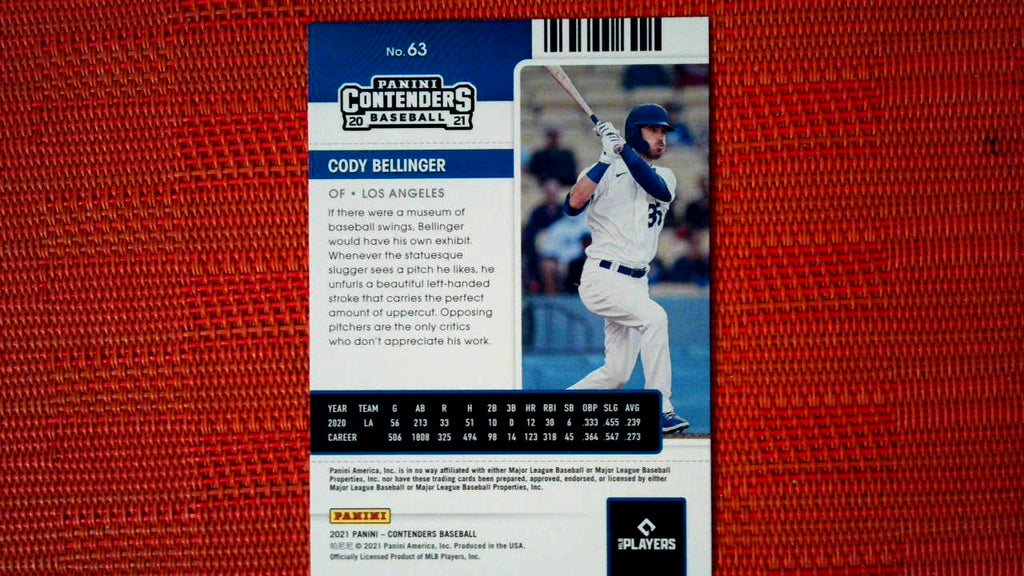 No. 63
PANINI
CONTENDERS
20 BASEBALL 21
CODY BELLINGER
OF • LOS ANGELES
If there were a museum of
baseball swings, Bellinger
would have his own exhibit.
Whenever the statuesque
slugger sees a pitch he likes, he
unfurls a beautiful left-handed
stroke that carries the perfect
amount of uppercut. Opposing
pitchers are the only critics
who don't appreciate his work.
35
YEAR TEAM G AB R H 2B 3B HR RBI SB OBP SLG AVG
2020 LA 56 213 33 51 10 0 12 30 6 .333 .455 .239
CAREER 506 1808 325 494 98 14 123 318 45 .364 .547 .273
Panini America, Inc. is in no way affiliated with either Major League Baseball or Major League Baseball
Properties, Inc. nor have these trading cards been prepared, approved, endorsed, or licensed by either
Major League Baseball or Major League Baseball Properties, Inc.
PANINI
2021 PANINI – CONTENDERS BASEBALL
帕尼尼 © 2021 Panini America, Inc. Produced in the USA.
Officially Licensed Product of MLB Players, Inc.
MLB PLAYERS